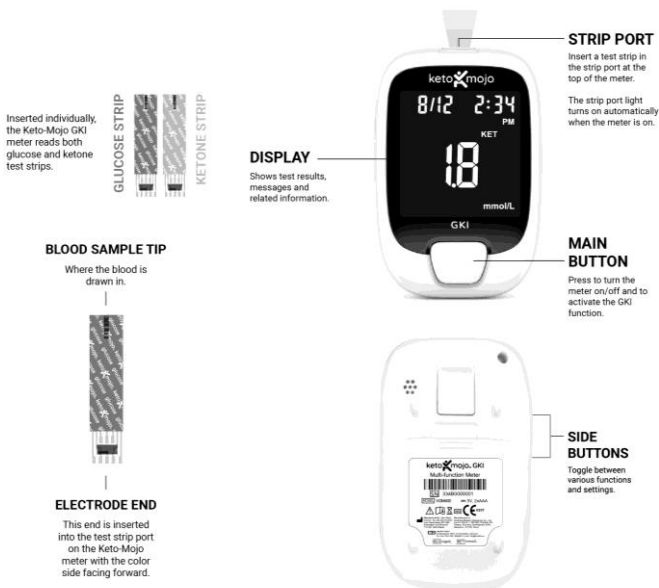 Inserted individually,
the Keto-Mojo GKI
meter reads both
glucose and ketone
test strips.
GLUCOSE STRIP
KETONE STRIP
BLOOD SAMPLE TIP
Where the blood is
drawn in.
ELECTRODE END
This end is inserted
into the test strip port
on the Keto-Mojo
meter with the color
side facing forward.
DISPLAY
Shows test results,
messages and
related information.
keto mojo
8/12 2:34
PM
KET
1.8
mmol/L
GKI
STRIP PORT
Insert a test strip in
the strip port at the
top of the meter.
The strip port light
turns on automatically
when the meter is on.
MAIN
BUTTON
Press to turn the
meter on/off and to
activate the GKI
function.
keto mojo. GKI
Multi-function Meter
SIDE
BUTTONS
Toggle between
various functions
and settings.